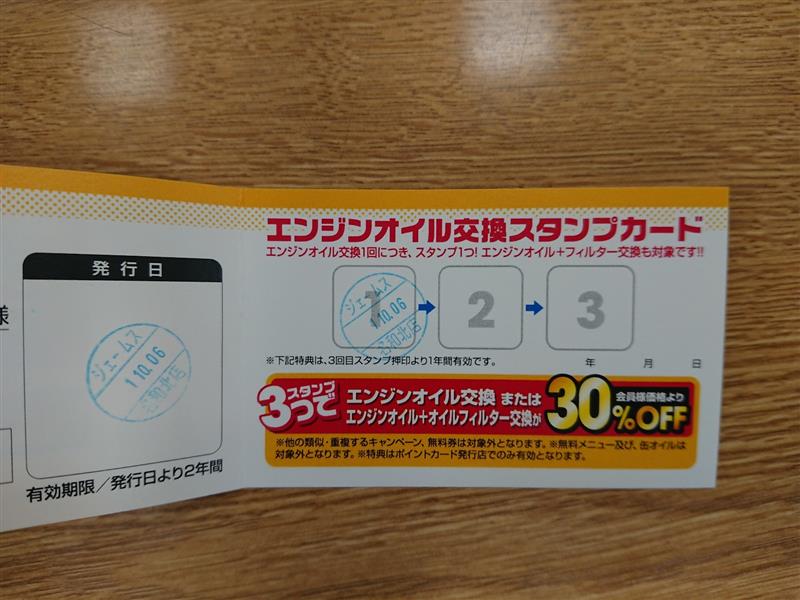 様
発行日
ジェームス
1.10.06
有効期限/発行日より2年間
エンジンオイル交換スタンプカード
エンジンオイル交換1回につき、スタンプ1つ! エンジンオイル+フィルター交換も対象です!!
1
2
3
ジェームス
1.10.06
※下記特典は、3回目スタンプ押印より1年間有効です。
年 月 日
スタンプ
3つで
エンジンオイル交換 または
エンジンオイル+オイルフィルター交換が
会員様価格より
30%OFF
※他の類似・重複するキャンペーン、無料券は対象外となります。※無料メニュー及び、缶オイルは
対象外となります。※特典はポイントカード発行店でのみ有効となります。